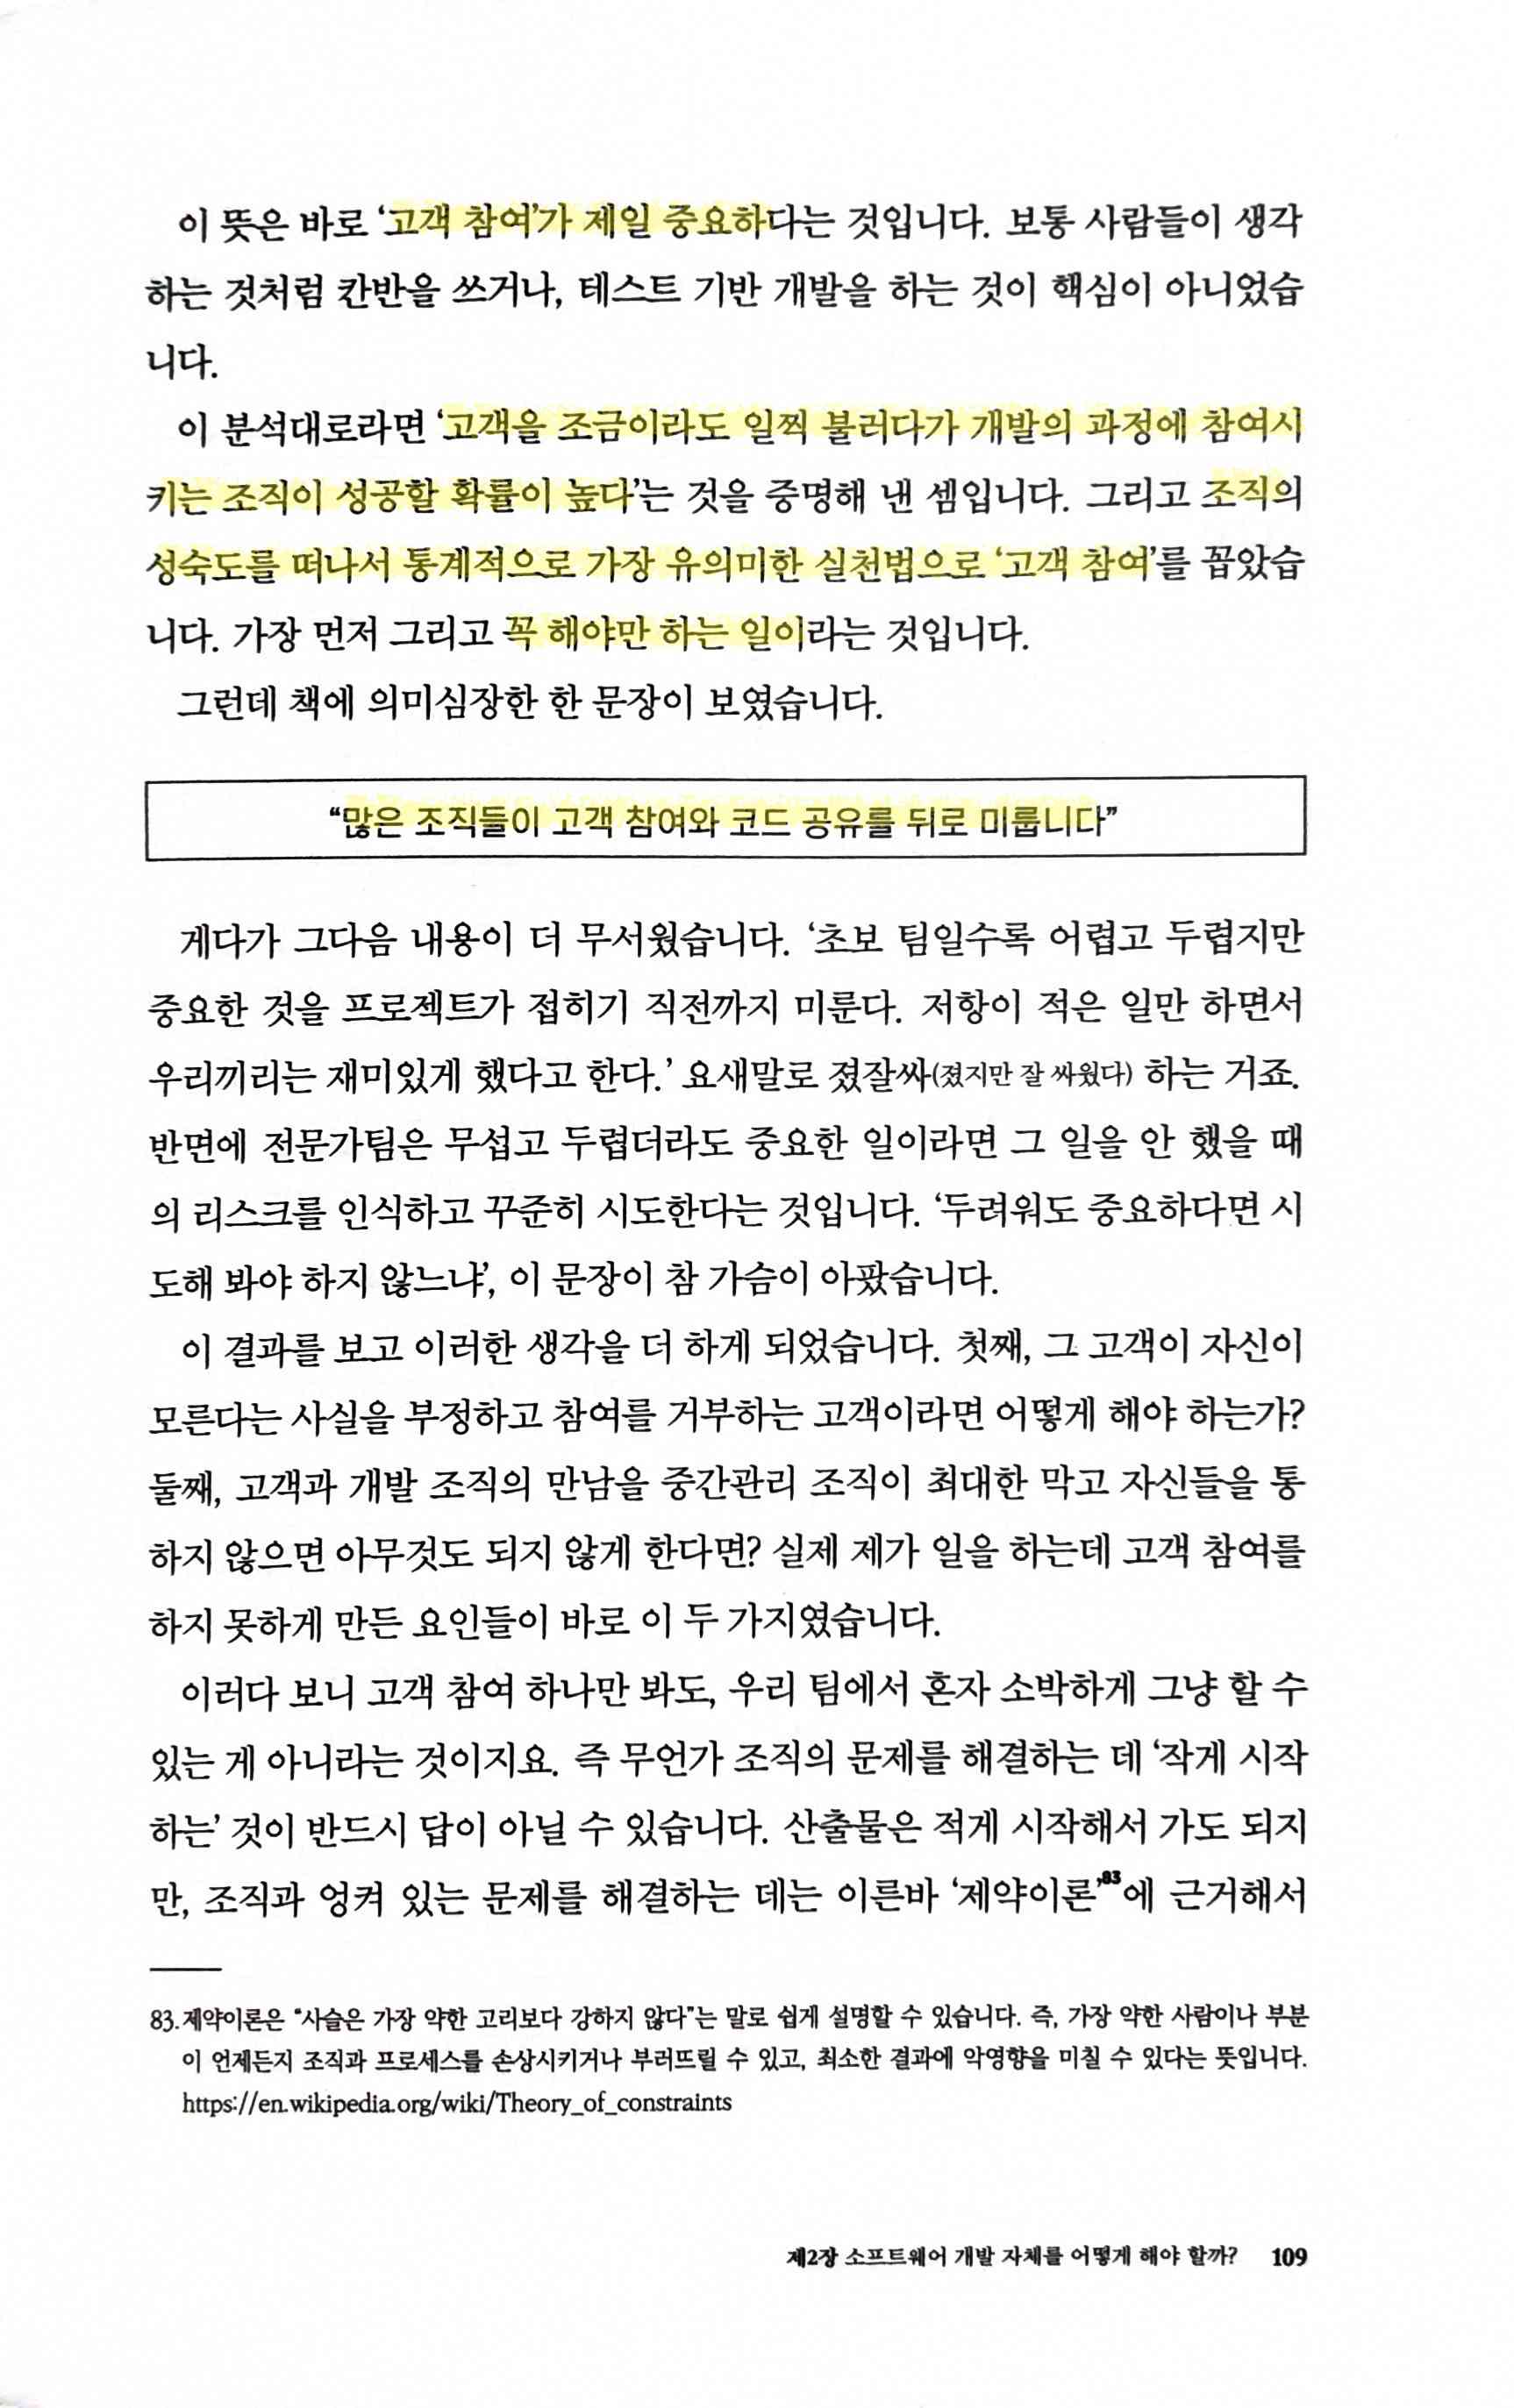 이 뜻은 바로 ‘고객 참여’가 제일 중요하다는 것입니다. 보통 사람들이 생각
하는 것처럼 칸반을 쓰거나, 테스트 기반 개발을 하는 것이 핵심이 아니었습
니다.
이 분석대로라면 ‘고객을 조금이라도 일찍 불러다가 개발의 과정에 참여시
키는 조직이 성공할 확률이 높다’는 것을 증명해 낸 셈입니다. 그리고 조직의
성숙도를 떠나서 통계적으로 가장 유의미한 실천법으로 ‘고객 참여’를 꼽았습
니다. 가장 먼저 그리고 꼭 해야만 하는 일이라는 것입니다.
그런데 책에 의미심장한 한 문장이 보였습니다.
“많은 조직들이 고객 참여와 코드 공유를 뒤로 미룹니다”
게다가 그다음 내용이 더 무서웠습니다. ‘초보 팀일수록 어렵고 두렵지만
중요한 것을 프로젝트가 접히기 직전까지 미룬다. 저항이 적은 일만 하면서
우리끼리는 재미있게 했다고 한다.’ 요새말로 졌잘싸(졌지만 잘 싸웠다) 하는 거죠.
반면에 전문가팀은 무섭고 두렵더라도 중요한 일이라면 그 일을 안 했을 때
의 리스크를 인식하고 꾸준히 시도한다는 것입니다. ‘두려워도 중요하다면 시
도해 봐야 하지 않느냐’, 이 문장이 참 가슴이 아팠습니다.
이 결과를 보고 이러한 생각을 더 하게 되었습니다. 첫째, 그 고객이 자신이
모른다는 사실을 부정하고 참여를 거부하는 고객이라면 어떻게 해야 하는가?
둘째, 고객과 개발 조직의 만남을 중간관리 조직이 최대한 막고 자신들을 통
하지 않으면 아무것도 되지 않게 한다면? 실제 제가 일을 하는데 고객 참여를
하지 못하게 만든 요인들이 바로 이 두 가지였습니다.
이러다 보니 고객 참여 하나만 봐도, 우리 팀에서 혼자 소박하게 그냥 할 수
있는 게 아니라는 것이지요. 즉 무언가 조직의 문제를 해결하는 데 ‘작게 시작
하는’ 것이 반드시 답이 아닐 수 있습니다. 산출물은 적게 시작해서 가도 되지
만, 조직과 엉켜 있는 문제를 해결하는 데는 이른바 ‘제약이론’83에 근거해서
83. 제약이론은 “사슬은 가장 약한 고리보다 강하지 않다”는 말로 쉽게 설명할 수 있습니다. 즉, 가장 약한 사람이나 부분
이 언제든지 조직과 프로세스를 손상시키거나 부러뜨릴 수 있고, 최소한 결과에 악영향을 미칠 수 있다는 뜻입니다.
https://en.wikipedia.org/wiki/Theory_of_constraints
제2장 소프트웨어 개발 자체를 어떻게 해야 할까? 109